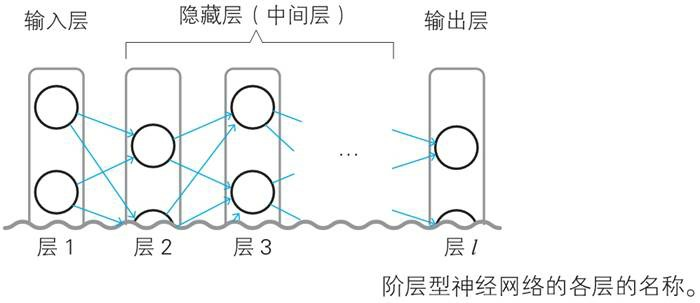 输入层
隐藏层（中间层）
输出层
…
层 1
层 2
层 3
层 l
阶层型神经网络的各层的名称。